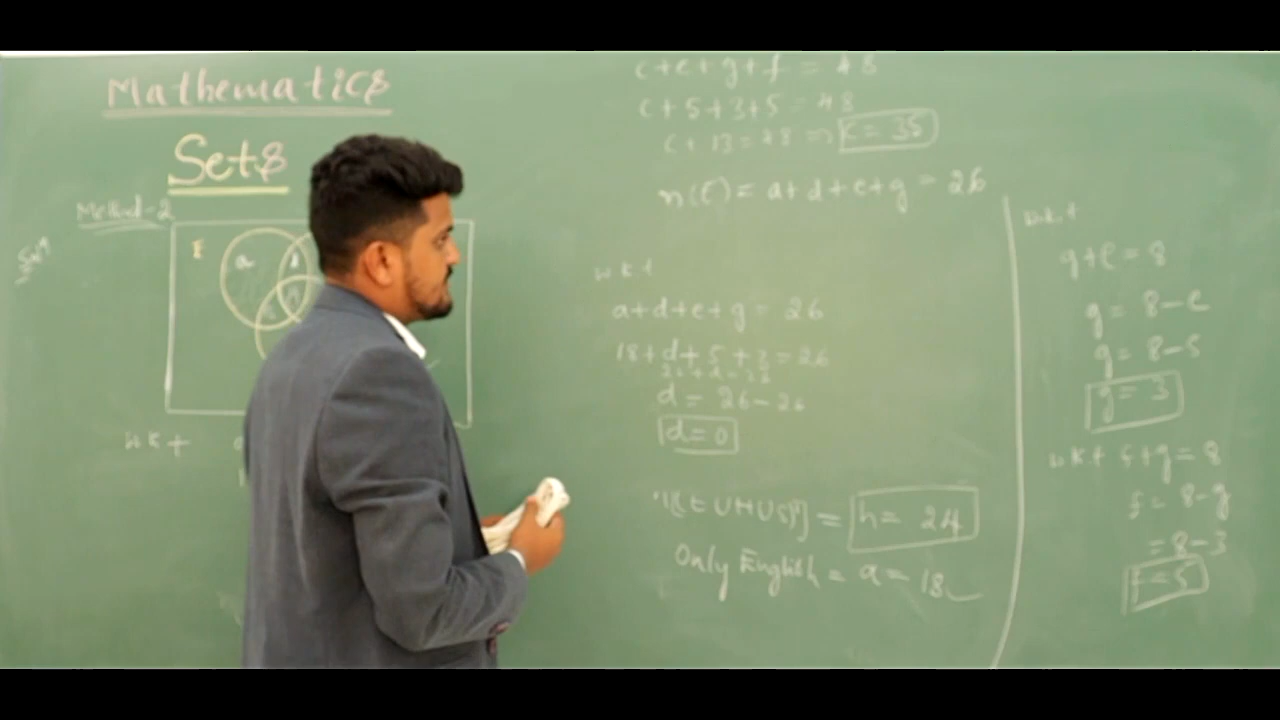 Mathematics
Sets
Method-2
Solⁿ
E
a
b
g
e
W K t
c + e + g + f = 48
c + 5 + 3 + 5 = 48
c + 13 = 48 ⇒ c = 35
n(E) = a + d + e + g = 26
W K t
a + d + e + g = 26
18 + d + 5 + 3 = 26
d = 26 - 26
d = 0
= h = 24
Only English = a = 18
W.K.t
g + e = 8
g = 8 - e
g = 8 - 5
g = 3
W K t f + g = 8
f = 8 - g
= 8 - 3
f = 5